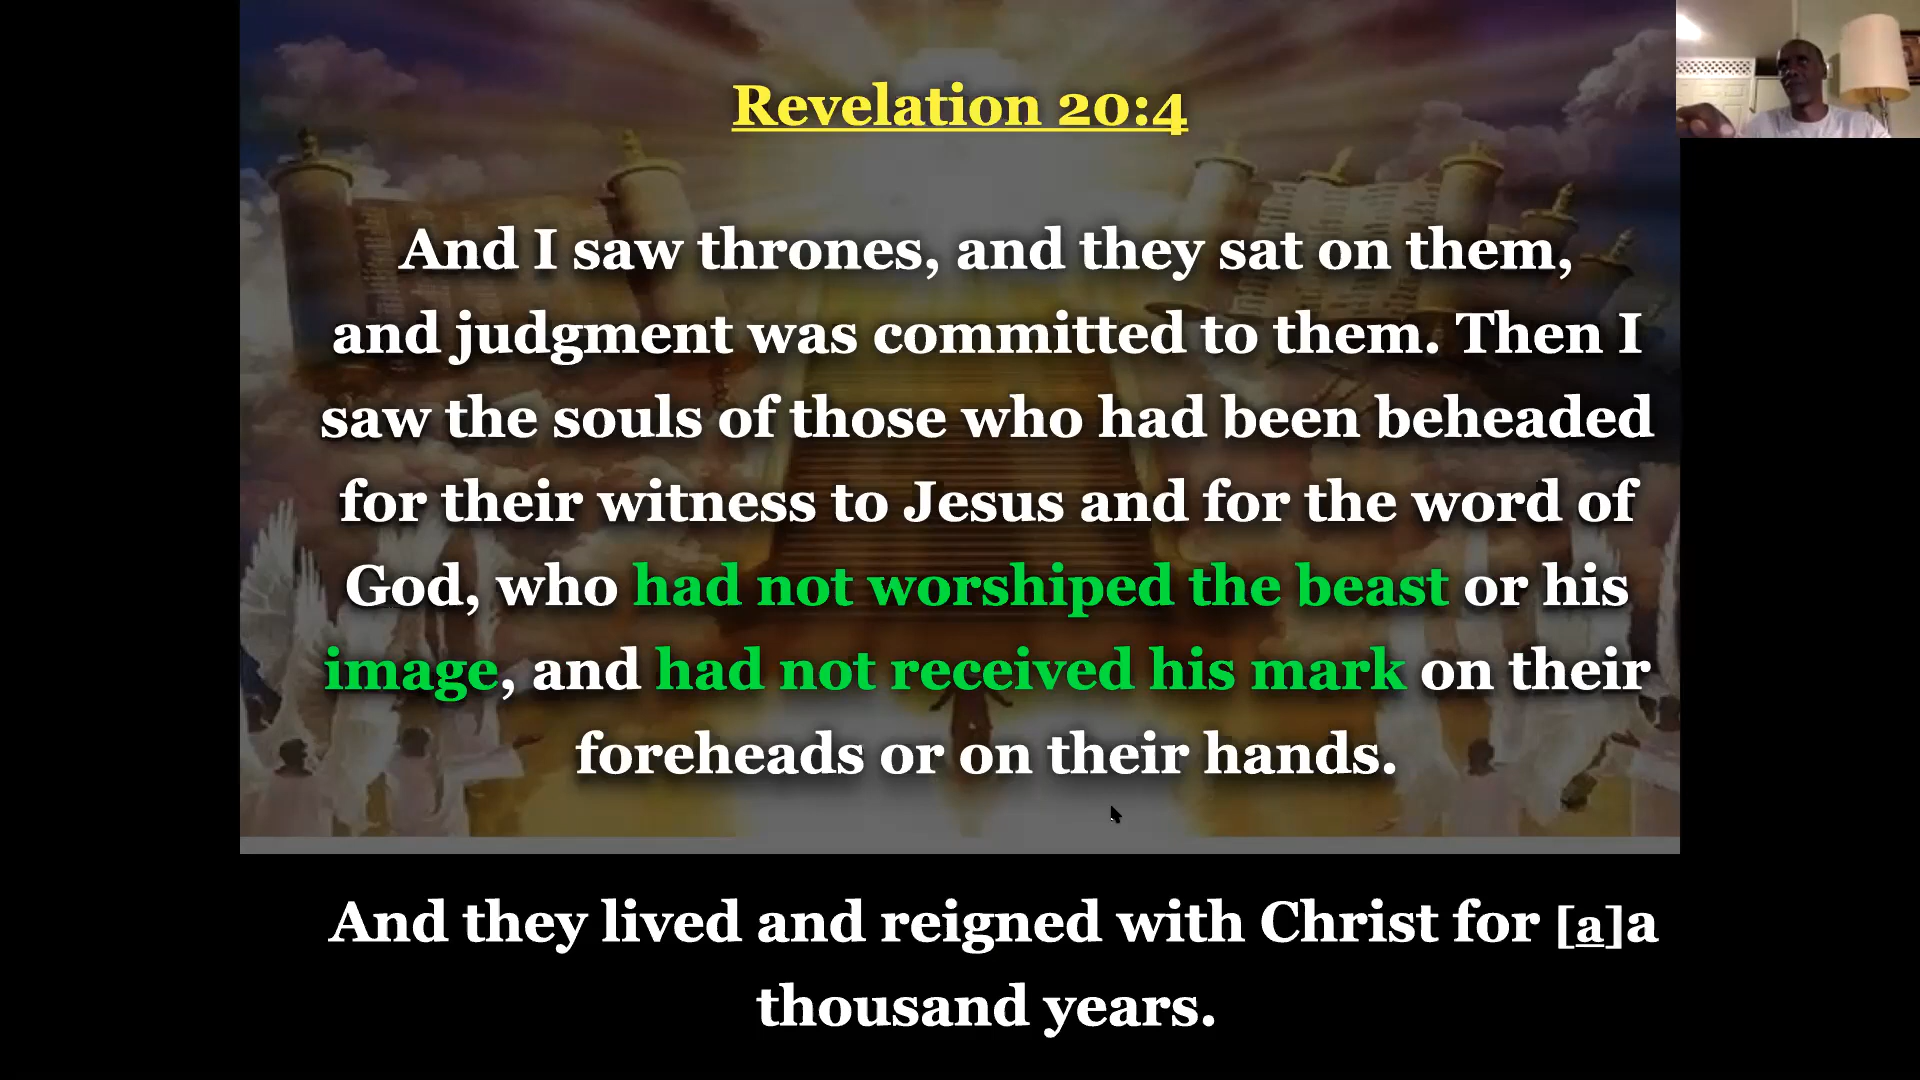 Revelation 20:4
And I saw thrones, and they sat on them,
and judgment was committed to them. Then I
saw the souls of those who had been beheaded
for their witness to Jesus and for the word of
God, who had not worshiped the beast or his
image, and had not received his mark on their
foreheads or on their hands.
And they lived and reigned with Christ for [a]a
thousand years.